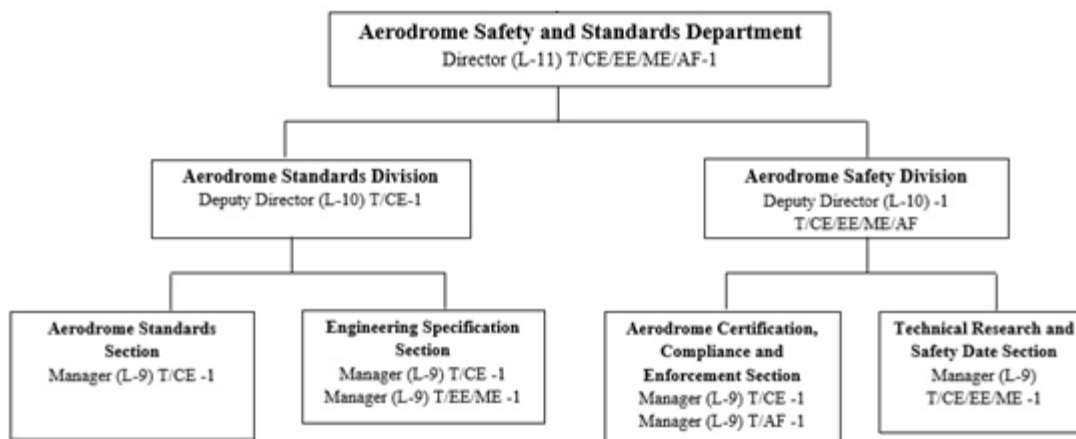 Aerodrome Safety and Standards Department
Director (L-11) T/CE/EE/ME/AF-1
Aerodrome Standards Division
Deputy Director (L-10) T/CE-1
Aerodrome Safety Division
Deputy Director (L-10) -1
T/CE/EE/ME/AF
Aerodrome Standards
Section
Manager (L-9) T/CE -1
Engineering Specification
Section
Manager (L-9) T/CE -1
Manager (L-9) T/EE/ME -1
Aerodrome Certification,
Compliance and
Enforcement Section
Manager (L-9) T/CE -1
Manager (L-9) T/AF -1
Technical Research and
Safety Date Section
Manager (L-9)
T/CE/EE/ME -1